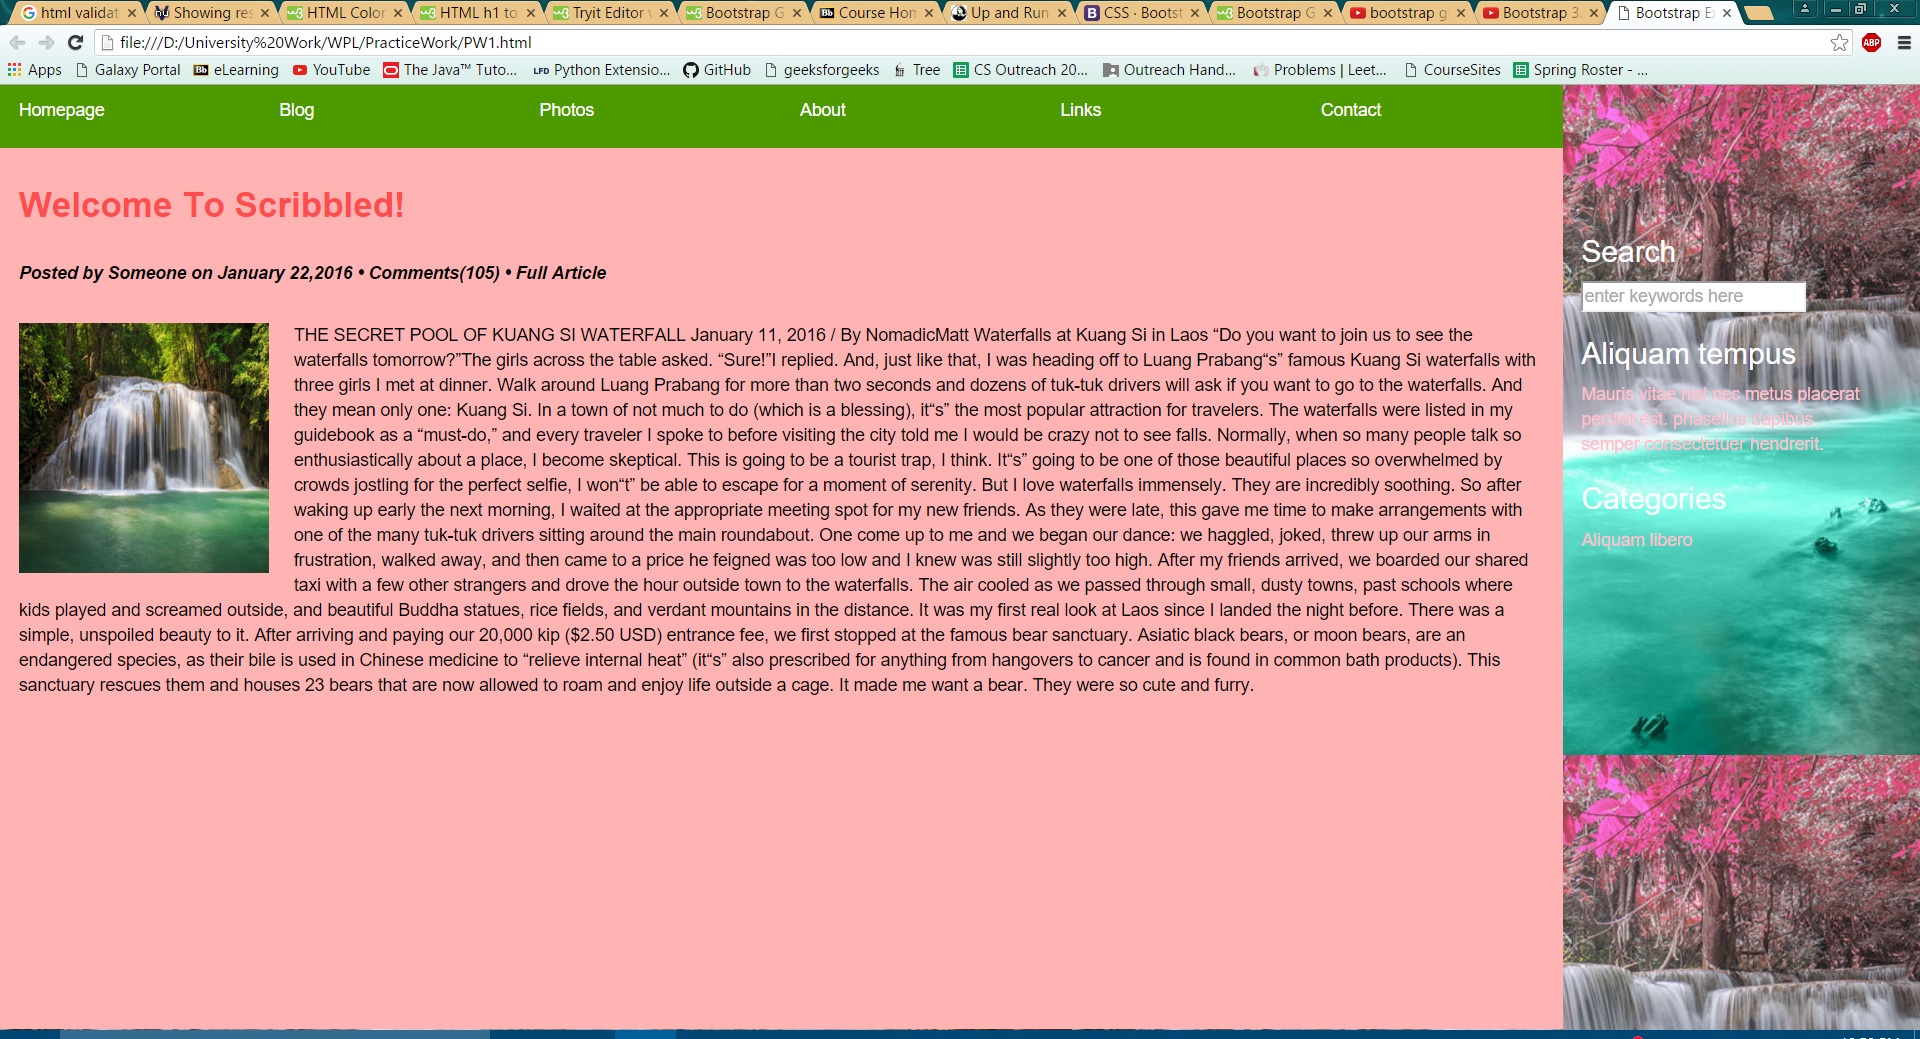 html validat
Showing res
HTML Color
HTML h1 to
Tryit Editor
Bootstrap G
Course Hom
Up and Run
CSS · Bootst
Bootstrap G
bootstrap g
Bootstrap 3.
Bootstrap Ex
file:///D:/University%20Work/WPL/PracticeWork/PW1.html
ABP
Apps Galaxy Portal eLearning YouTube The Java™ Tuto... Python Extensio... GitHub geeksforgeeks Tree CS Outreach 20... Outreach Hand... Problems | Leet... CourseSites Spring Roster - ...
Homepage Blog Photos About Links Contact
Welcome To Scribbled!
Posted by Someone on January 22,2016 • Comments(105) • Full Article
THE SECRET POOL OF KUANG SI WATERFALL January 11, 2016 / By NomadicMatt Waterfalls at Kuang Si in Laos “Do you want to join us to see the
waterfalls tomorrow?”The girls across the table asked. “Sure!”I replied. And, just like that, I was heading off to Luang Prabang“s” famous Kuang Si waterfalls with
three girls I met at dinner. Walk around Luang Prabang for more than two seconds and dozens of tuk-tuk drivers will ask if you want to go to the waterfalls. And
they mean only one: Kuang Si. In a town of not much to do (which is a blessing), it“s” the most popular attraction for travelers. The waterfalls were listed in my
guidebook as a “must-do,” and every traveler I spoke to before visiting the city told me I would be crazy not to see falls. Normally, when so many people talk so
enthusiastically about a place, I become skeptical. This is going to be a tourist trap, I think. It“s” going to be one of those beautiful places so overwhelmed by
crowds jostling for the perfect selfie, I won“t” be able to escape for a moment of serenity. But I love waterfalls immensely. They are incredibly soothing. So after
waking up early the next morning, I waited at the appropriate meeting spot for my new friends. As they were late, this gave me time to make arrangements with
one of the many tuk-tuk drivers sitting around the main roundabout. One come up to me and we began our dance: we haggled, joked, threw up our arms in
frustration, walked away, and then came to a price he feigned was too low and I knew was still slightly too high. After my friends arrived, we boarded our shared
taxi with a few other strangers and drove the hour outside town to the waterfalls. The air cooled as we passed through small, dusty towns, past schools where
kids played and screamed outside, and beautiful Buddha statues, rice fields, and verdant mountains in the distance. It was my first real look at Laos since I landed the night before. There was a
simple, unspoiled beauty to it. After arriving and paying our 20,000 kip ($2.50 USD) entrance fee, we first stopped at the famous bear sanctuary. Asiatic black bears, or moon bears, are an
endangered species, as their bile is used in Chinese medicine to “relieve internal heat” (it“s” also prescribed for anything from hangovers to cancer and is found in common bath products). This
sanctuary rescues them and houses 23 bears that are now allowed to roam and enjoy life outside a cage. It made me want a bear. They were so cute and furry.
Search
enter keywords here
Aliquam tempus
Mauris vitae nisl nec metus placerat
perdiet est. phasellus dapibus
semper consectetuer hendrerit.
Categories
Aliquam libero